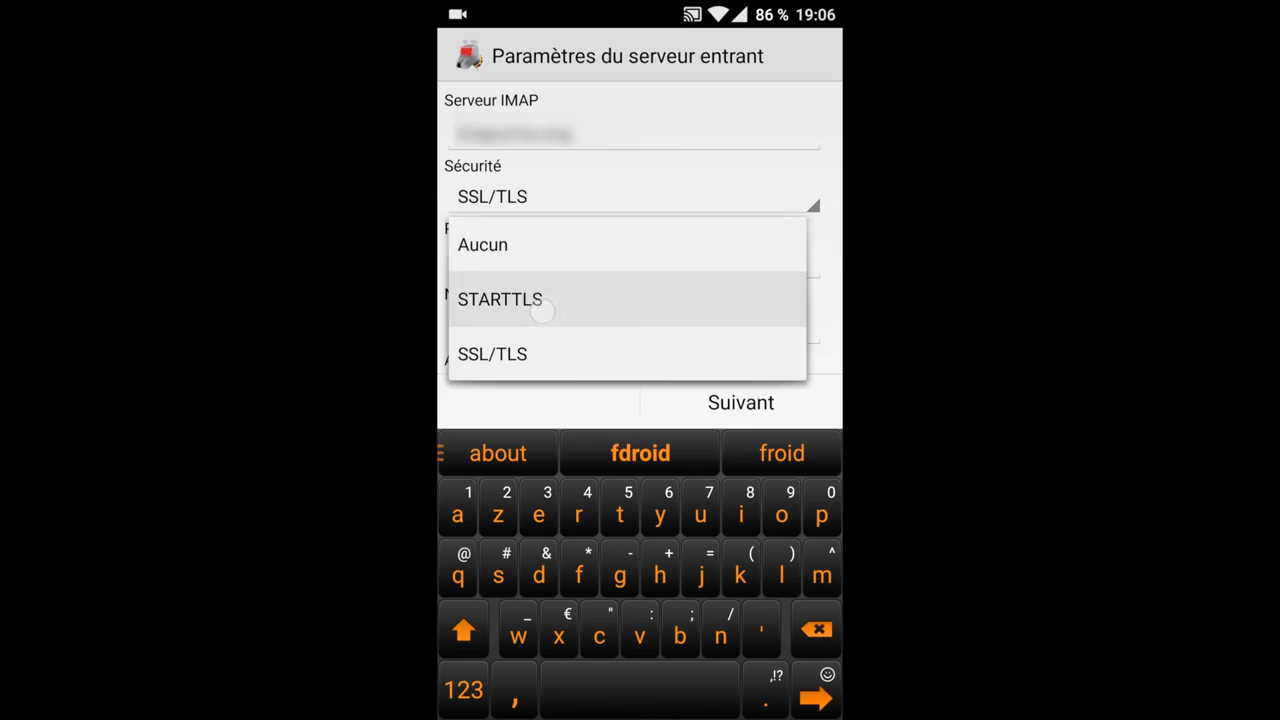 86 % 19:06
Paramètres du serveur entrant
Serveur IMAP
Sécurité
SSL/TLS
Aucun
STARTTLS
SSL/TLS
Suivant
about fdroid froid
1 2 3 4 5 6 7 8 9 0
a z e r t y u i o p
@ # & * - + = ( ) ^
q s d f g h j k l m
_ € " : ; /
w x c v b n '
,!?
123 , .